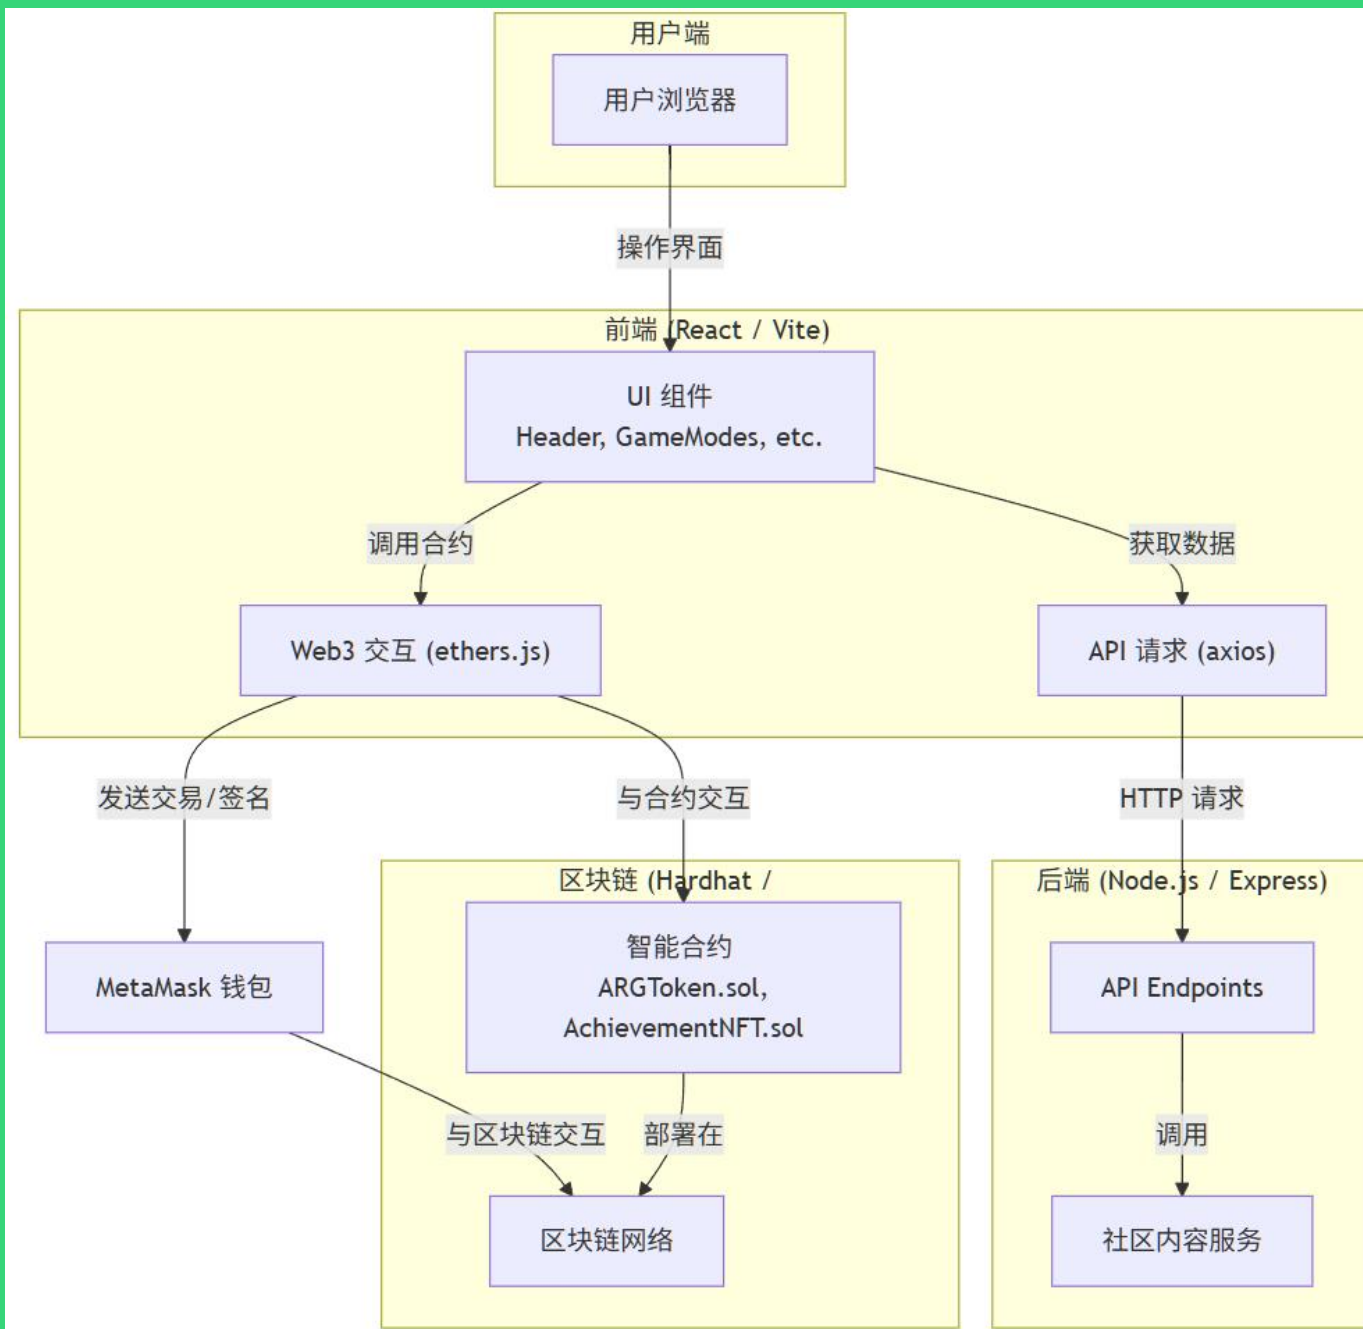 用户端
用户浏览器
操作界面
前端 (React / Vite)
UI 组件
Header, GameModes, etc.
调用合约
获取数据
Web3 交互 (ethers.js)
API 请求 (axios)
发送交易/签名
与合约交互
HTTP 请求
区块链 (Hardhat /
后端 (Node.js / Express)
智能合约
ARGToken.sol,
AchievementNFT.sol
MetaMask 钱包
API Endpoints
与区块链交互
部署在
调用
区块链网络
社区内容服务